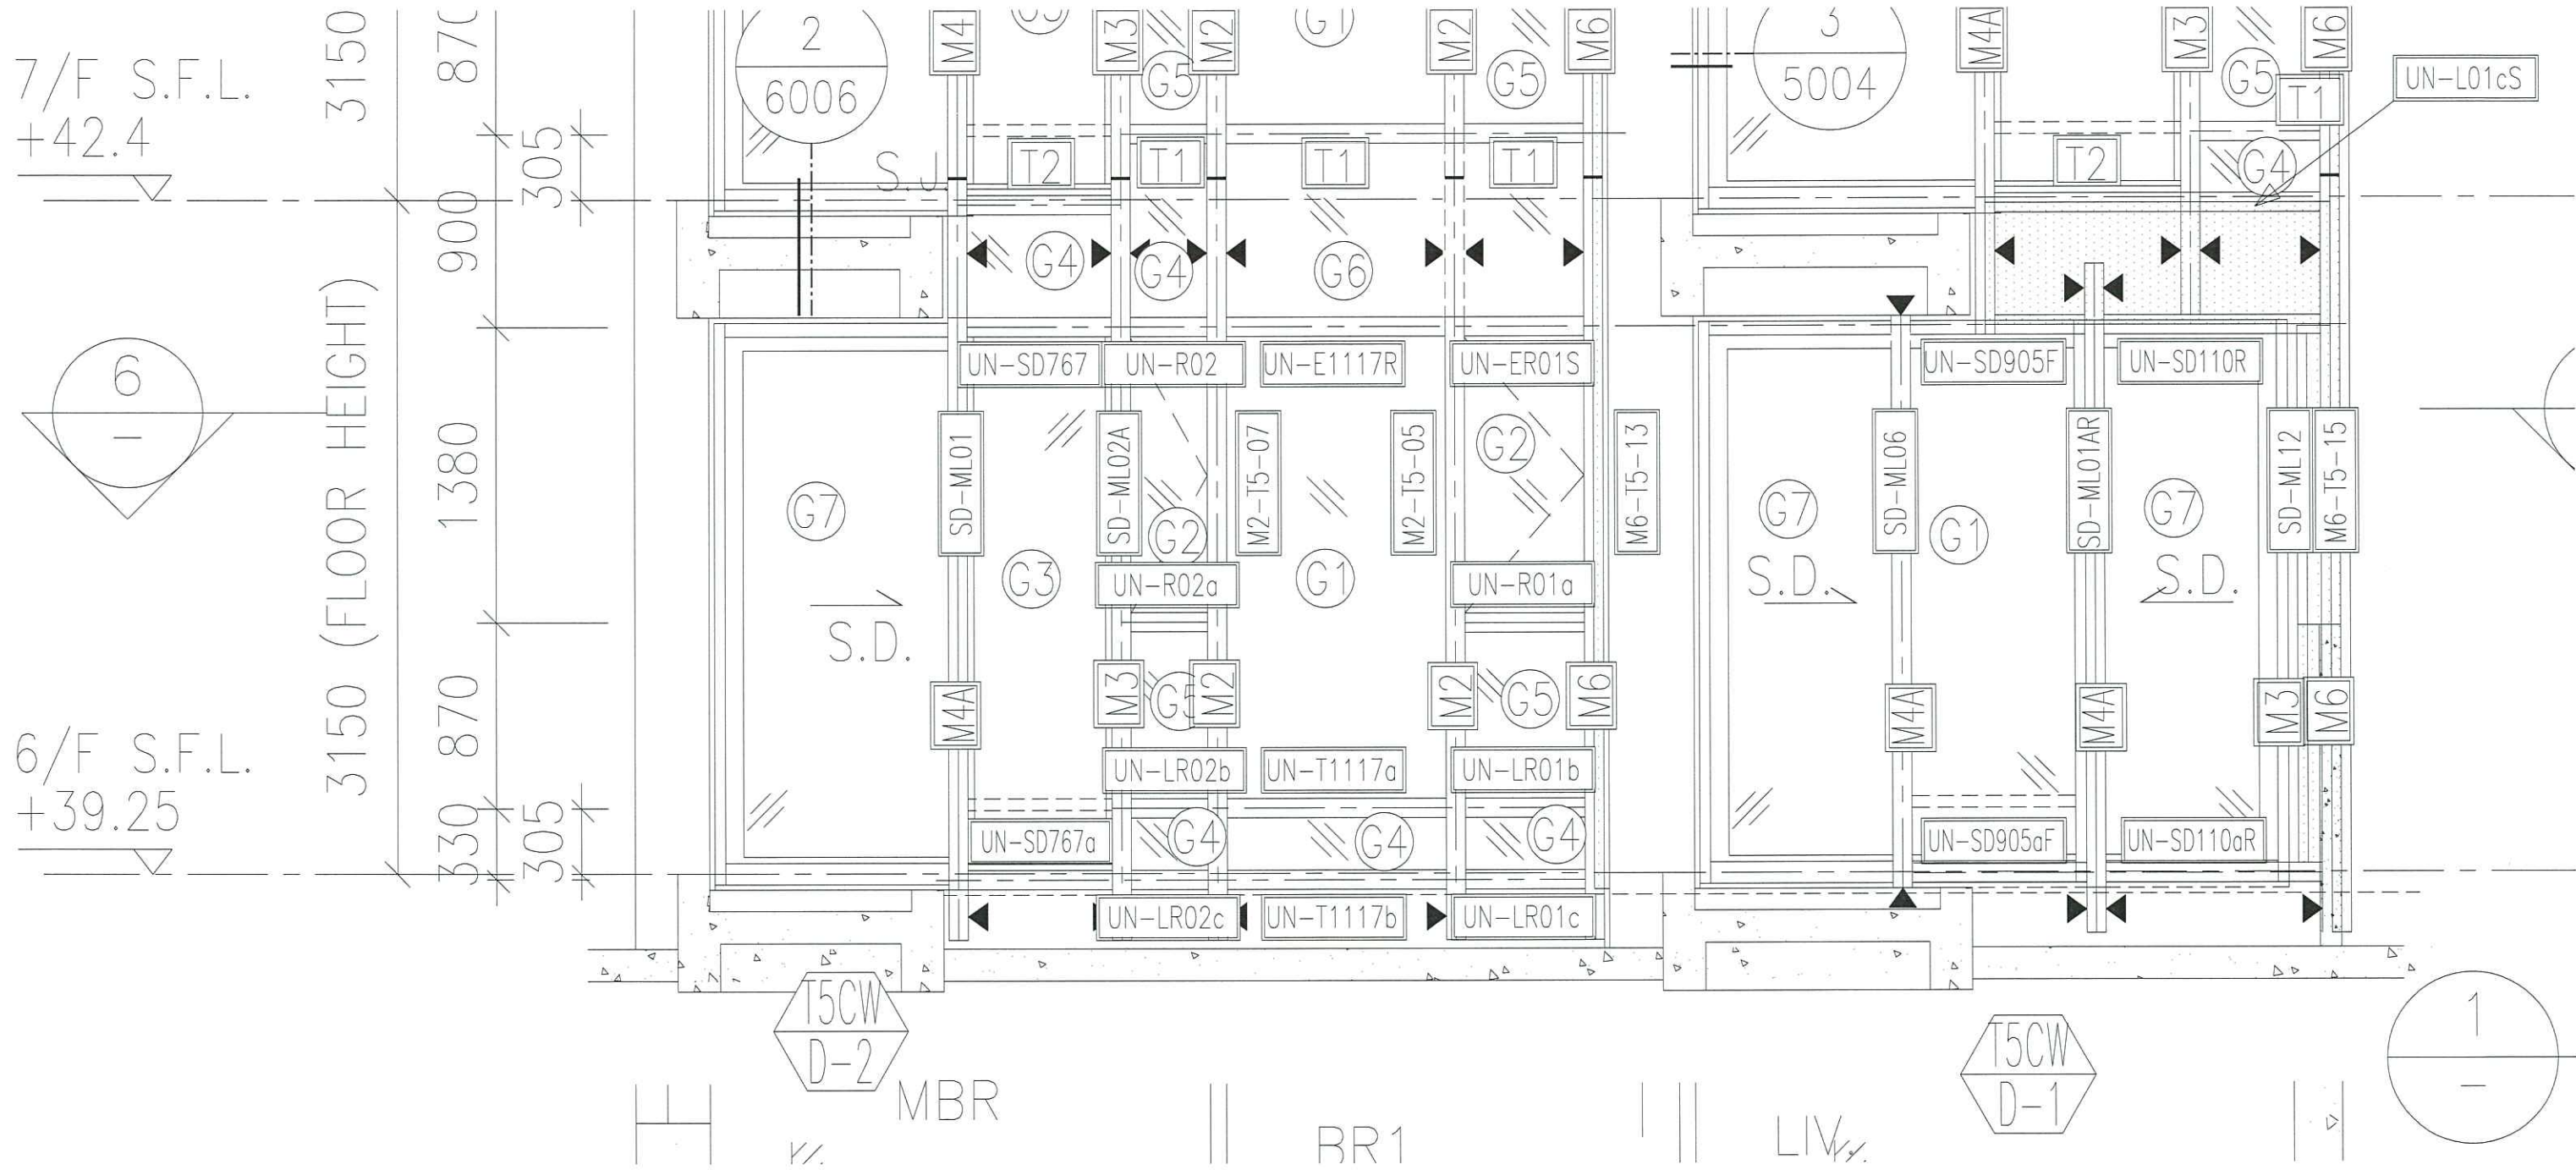 7/F S.F.L.
+42.4
3150
870
305
900
3150 (FLOOR HEIGHT)
6
–
1380
870
6/F S.F.L.
+39.25
330
305
2
6006
M4
M3
M2
G1
M2
M6
3
5004
M4A
M3
M6
G5
G5
G5
T1
UN-L01cS
S.J
T2
T1
T1
T1
T2
G4
G4
G4
G6
UN-SD767
UN-R02
UN-E1117R
UN-ER01S
UN-SD905F
UN-SD110R
SD-ML01
SD-ML02A
M2-T5-07
M2-T5-05
M6-T5-13
SD-ML06
SD-ML01AR
SD-ML12
M6-T5-15
G7
G2
G2
G7
G1
G7
G3
UN-R02a
G1
UN-R01a
S.D.
S.D.
S.D.
M4A
M3
G5
M2
M2
G5
M6
M4A
M4A
M3
M6
UN-LR02b
UN-T1117a
UN-LR01b
UN-SD767a
G4
G4
G4
UN-SD905aF
UN-SD110aR
UN-LR02c
UN-T1117b
UN-LR01c
T5CW
D-2
T5CW
D-1
1
–
MBR
BR1
LIV.